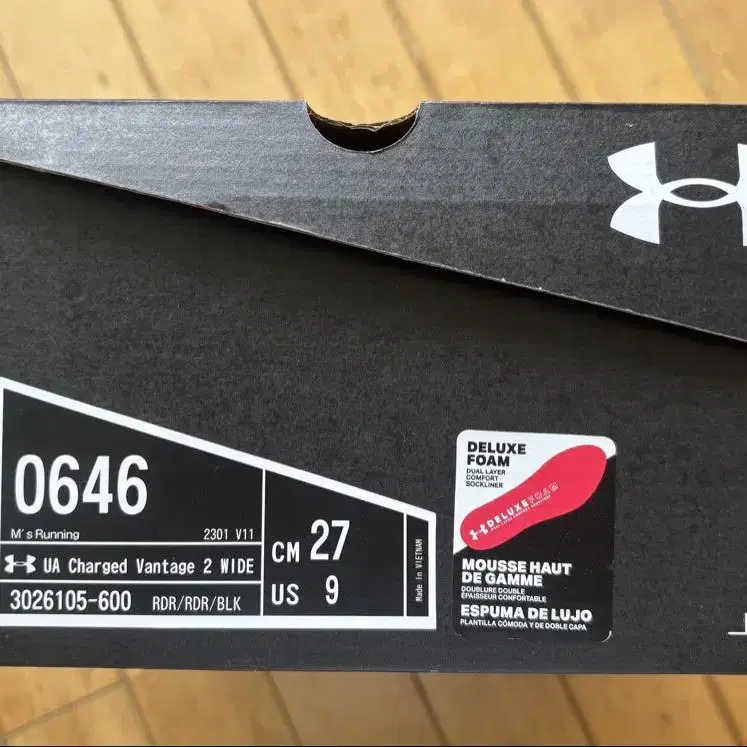 0646
M's Running 2301 V11
UA Charged Vantage 2 WIDE
3026105-600 RDR/RDR/BLK
CM 27
US 9
Made in VIETNAM
DELUXE
FOAM
DUAL LAYER
COMFORT
SOCKLINER
DELUXEFOAM
MOUSSE HAUT
DE GAMME
DOUBLURE DOUBLE
ÉPAISSEUR CONFORTABLE
ESPUMA DE LUJO
PLANTILLA CÓMODA Y DE DOBLE CAPA